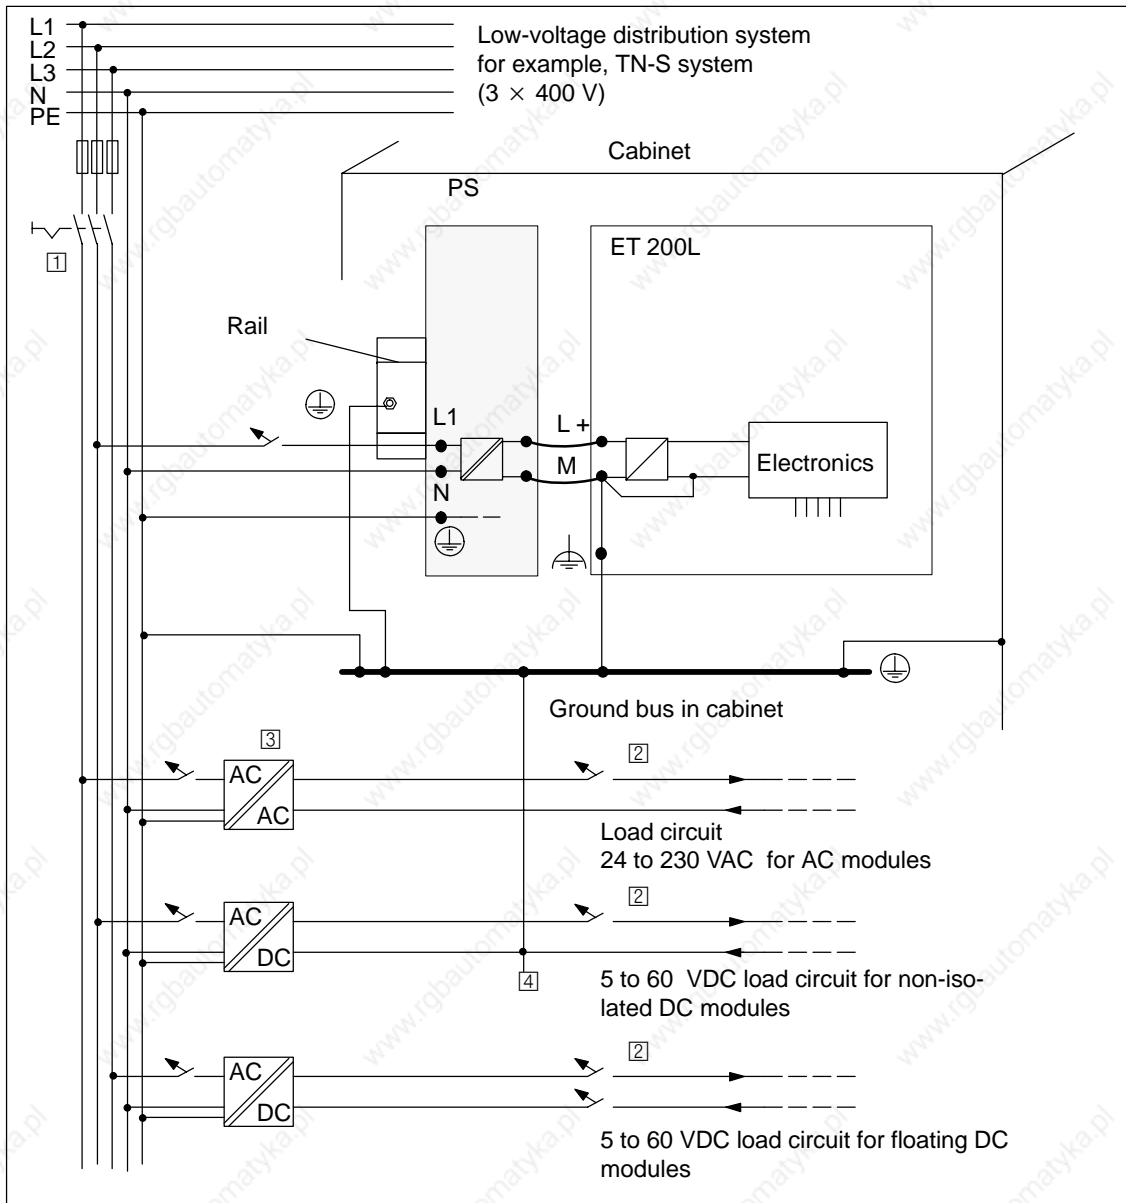 L1
L2
L3
N
PE
Low-voltage distribution system
for example, TN-S system
(3 × 400 V)
Cabinet
PS
ET 200L
1
Rail
L1
L +
M
N
Electronics
Ground bus in cabinet
3
2
AC
AC
Load circuit
24 to 230 VAC for AC modules
2
AC
DC
4
5 to 60 VDC load circuit for non-iso-
lated DC modules
2
AC
DC
5 to 60 VDC load circuit for floating DC
modules
www.rgbautomatyka.pl